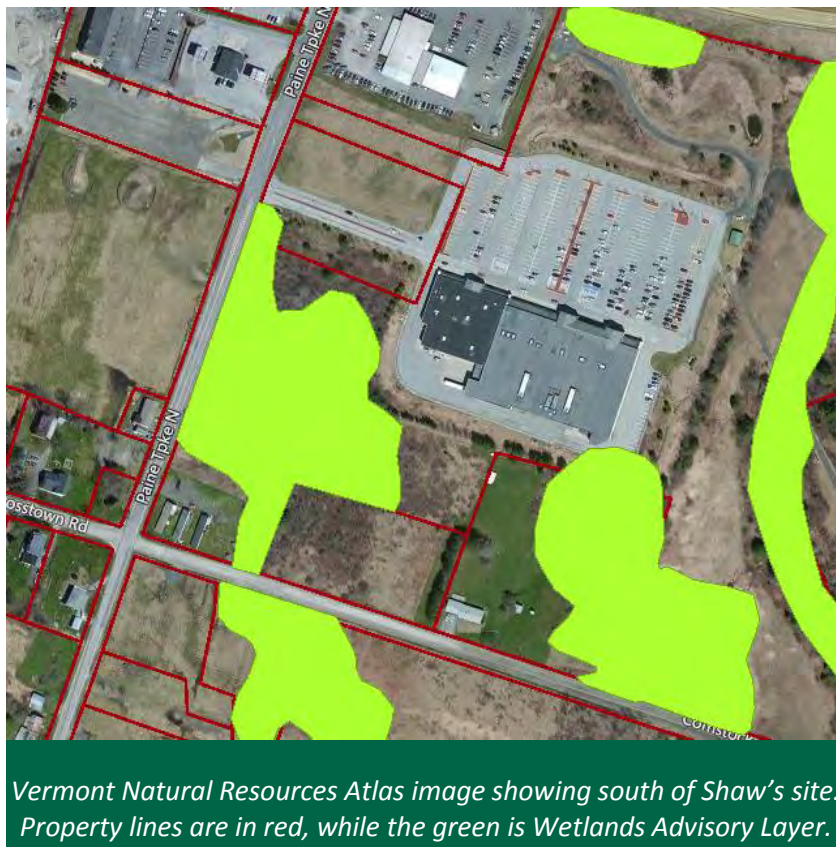 Paine Tpke N
Paine Tpke N
osstown Rd
Comstock
Vermont Natural Resources Atlas image showing south of Shaw's site.
Property lines are in red, while the green is Wetlands Advisory Layer.